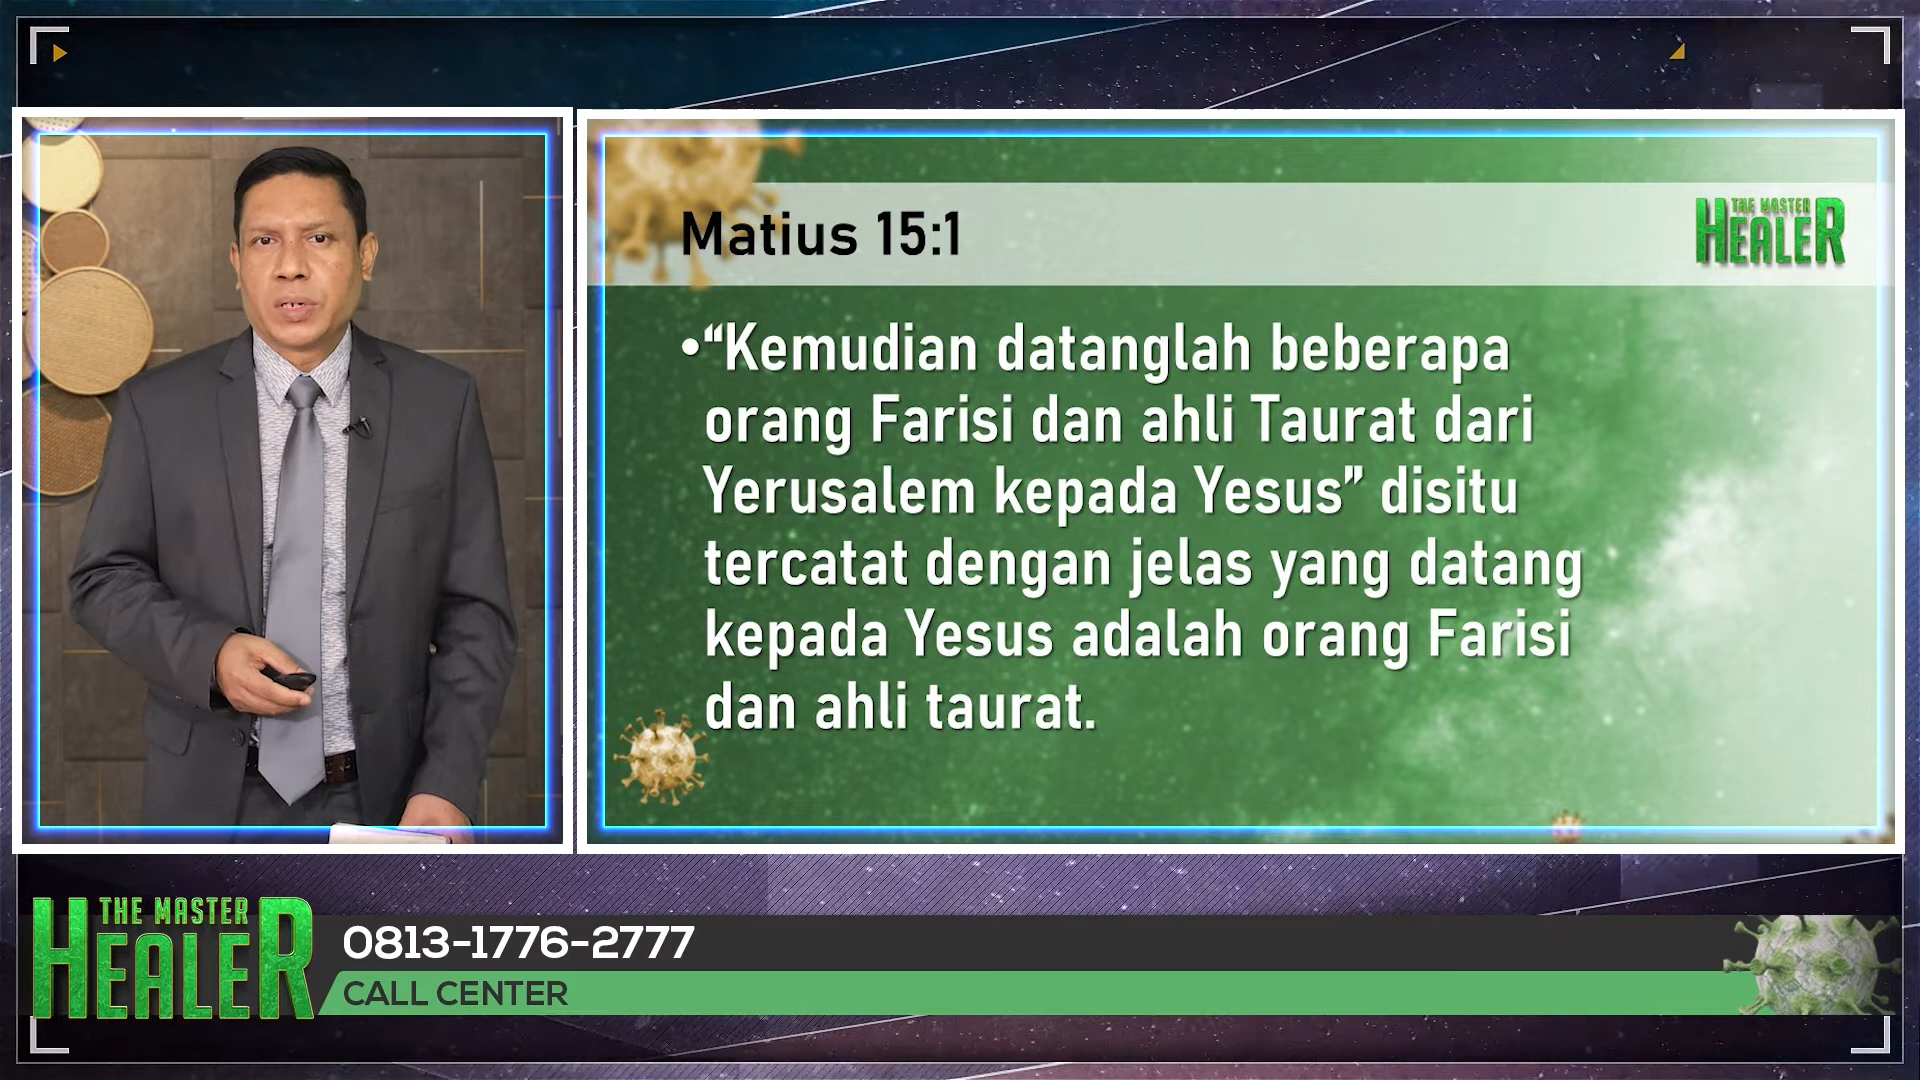 Matius 15:1
THE MASTER
HEALER
•“Kemudian datanglah beberapa
orang Farisi dan ahli Taurat dari
Yerusalem kepada Yesus” disitu
tercatat dengan jelas yang datang
kepada Yesus adalah orang Farisi
dan ahli taurat.
THE MASTER
HEALER
0813-1776-2777
CALL CENTER